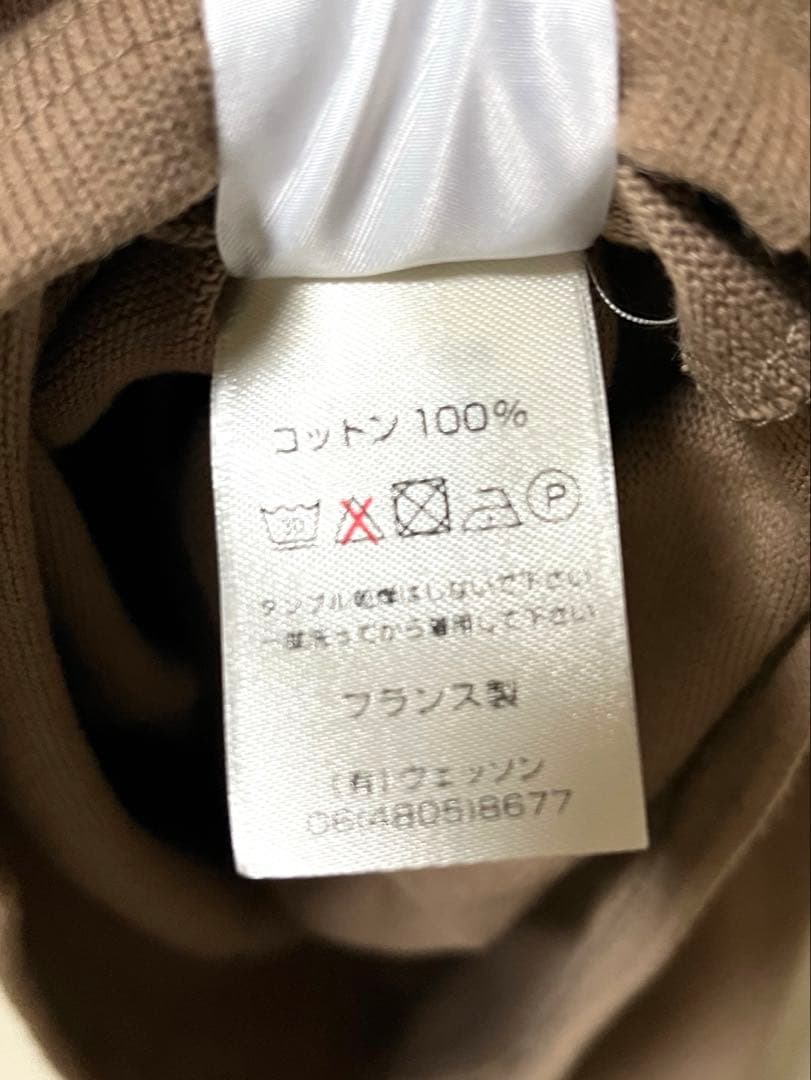 コットン 100%
30 P
タンブル乾燥はしないで下さい
一度洗ってから着用して下さい
フランス製
(有)ウェッソン
06(4805)8677